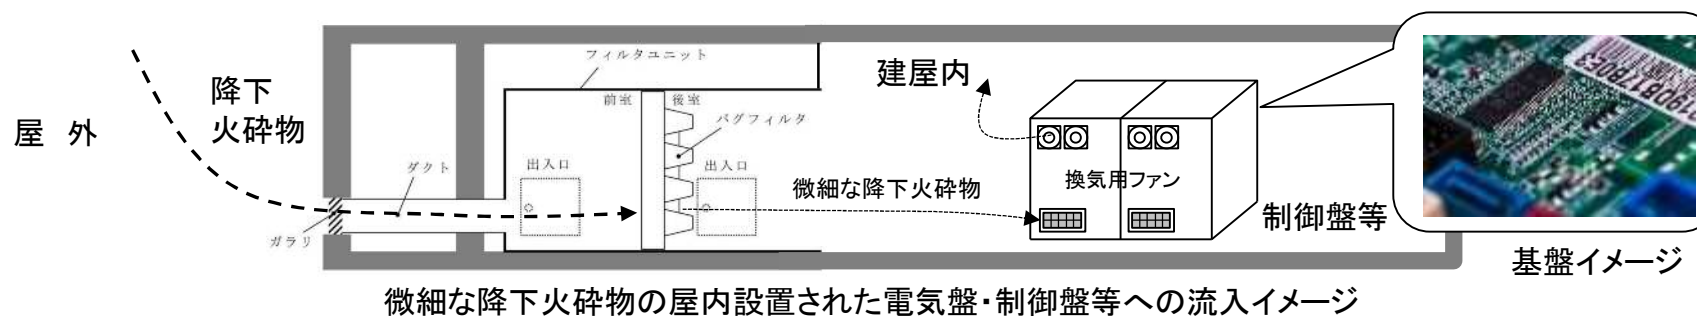 屋 外
降下
火砕物
ガラリ
ダクト
フィルタユニット
前室
後室
バグフィルタ
出入口
出入口
微細な降下火砕物
建屋内
換気用ファン
制御盤等
基盤イメージ
微細な降下火砕物の屋内設置された電気盤・制御盤等への流入イメージ